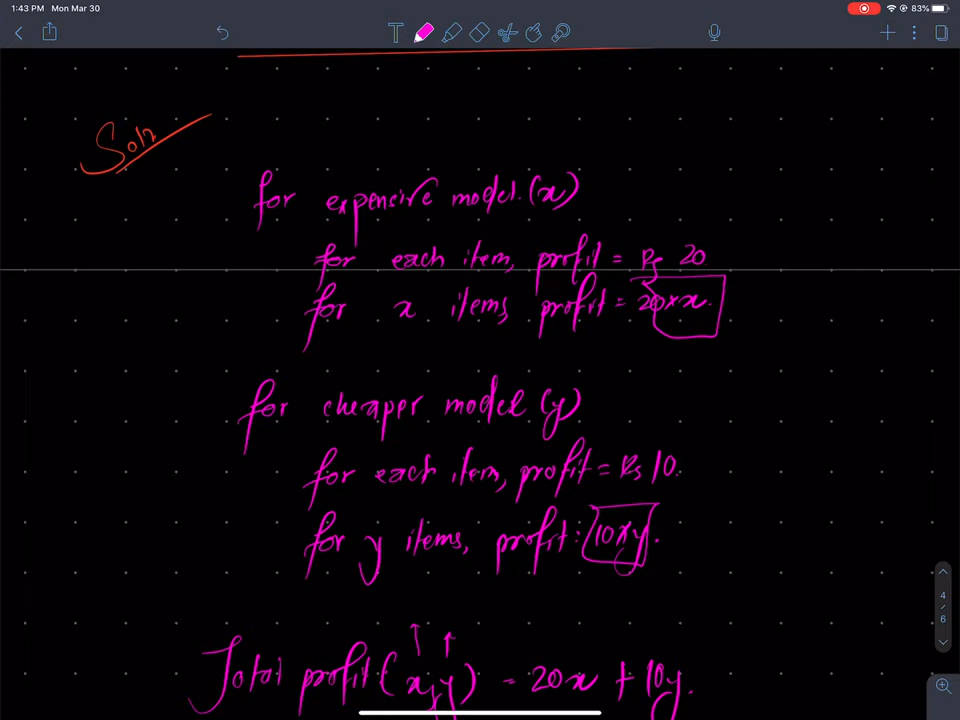 1:43 PM Mon Mar 30
83%
T
Soln
for expensive model (x)
for each item, profit = Rs 20
for x items, profit = 20 × x.
for cheaper model (y)
for each item, profit = Rs 10.
for y items, profit: 10 × y.
4
/
6
Total profit (x, y) = 20x + 10y.